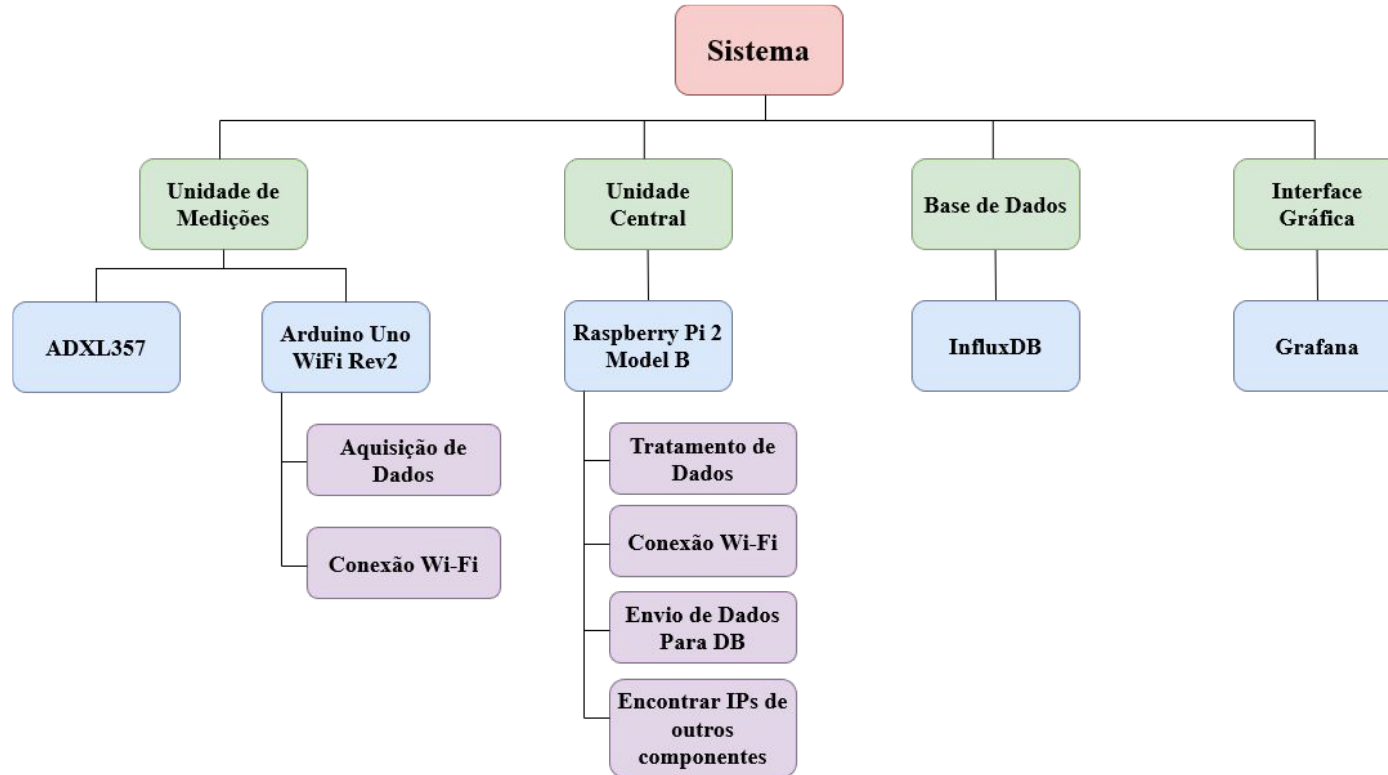 Sistema
Unidade de
Medições
Unidade
Central
Base de Dados
Interface
Gráfica
ADXL357
Arduino Uno
WiFi Rev2
Raspberry Pi 2
Model B
InfluxDB
Grafana
Aquisição de
Dados
Conexão Wi-Fi
Tratamento de
Dados
Conexão Wi-Fi
Envio de Dados
Para DB
Encontrar IPs de
outros
componentes